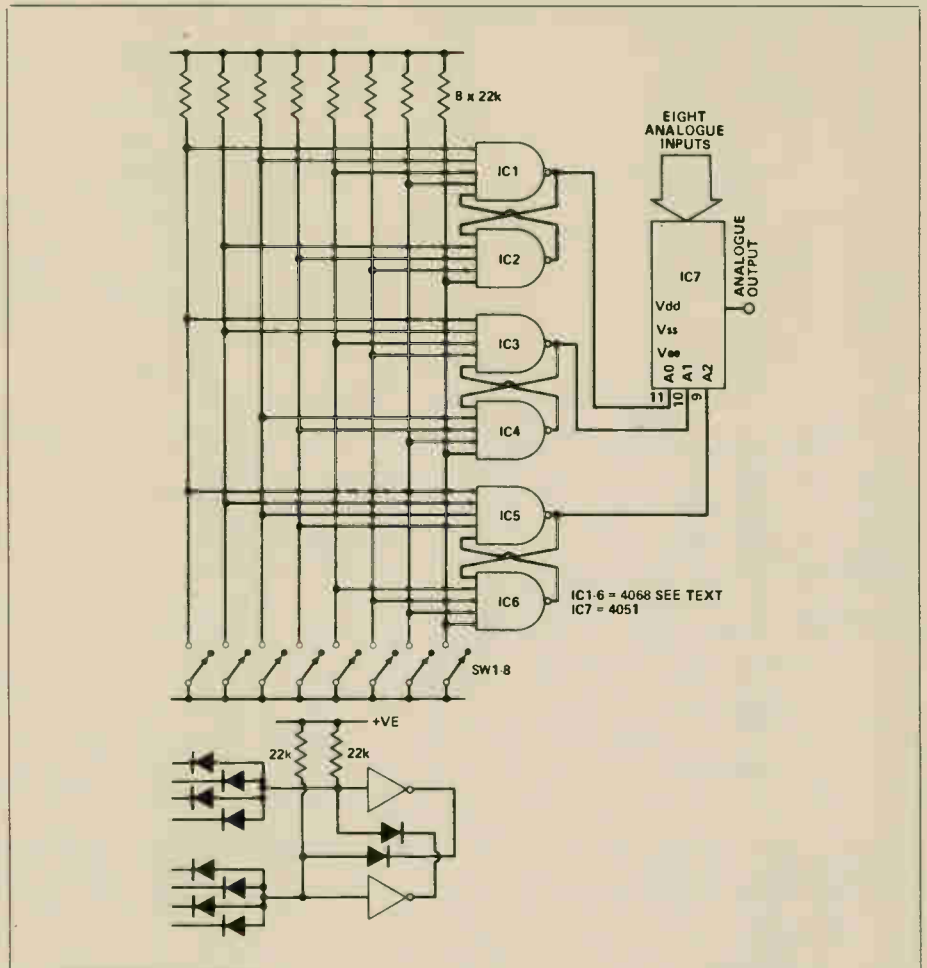 8 x 22k
EIGHT
ANALOGUE
INPUTS
IC1
IC2
IC7
ANALOGUE
OUTPUT
Vdd
Vss
Vee
A0
A1
A2
11
10
9
IC3
IC4
IC5
IC6
IC1-6 = 4068 SEE TEXT
IC7 = 4051
SW1-8
+VE
22k
22k